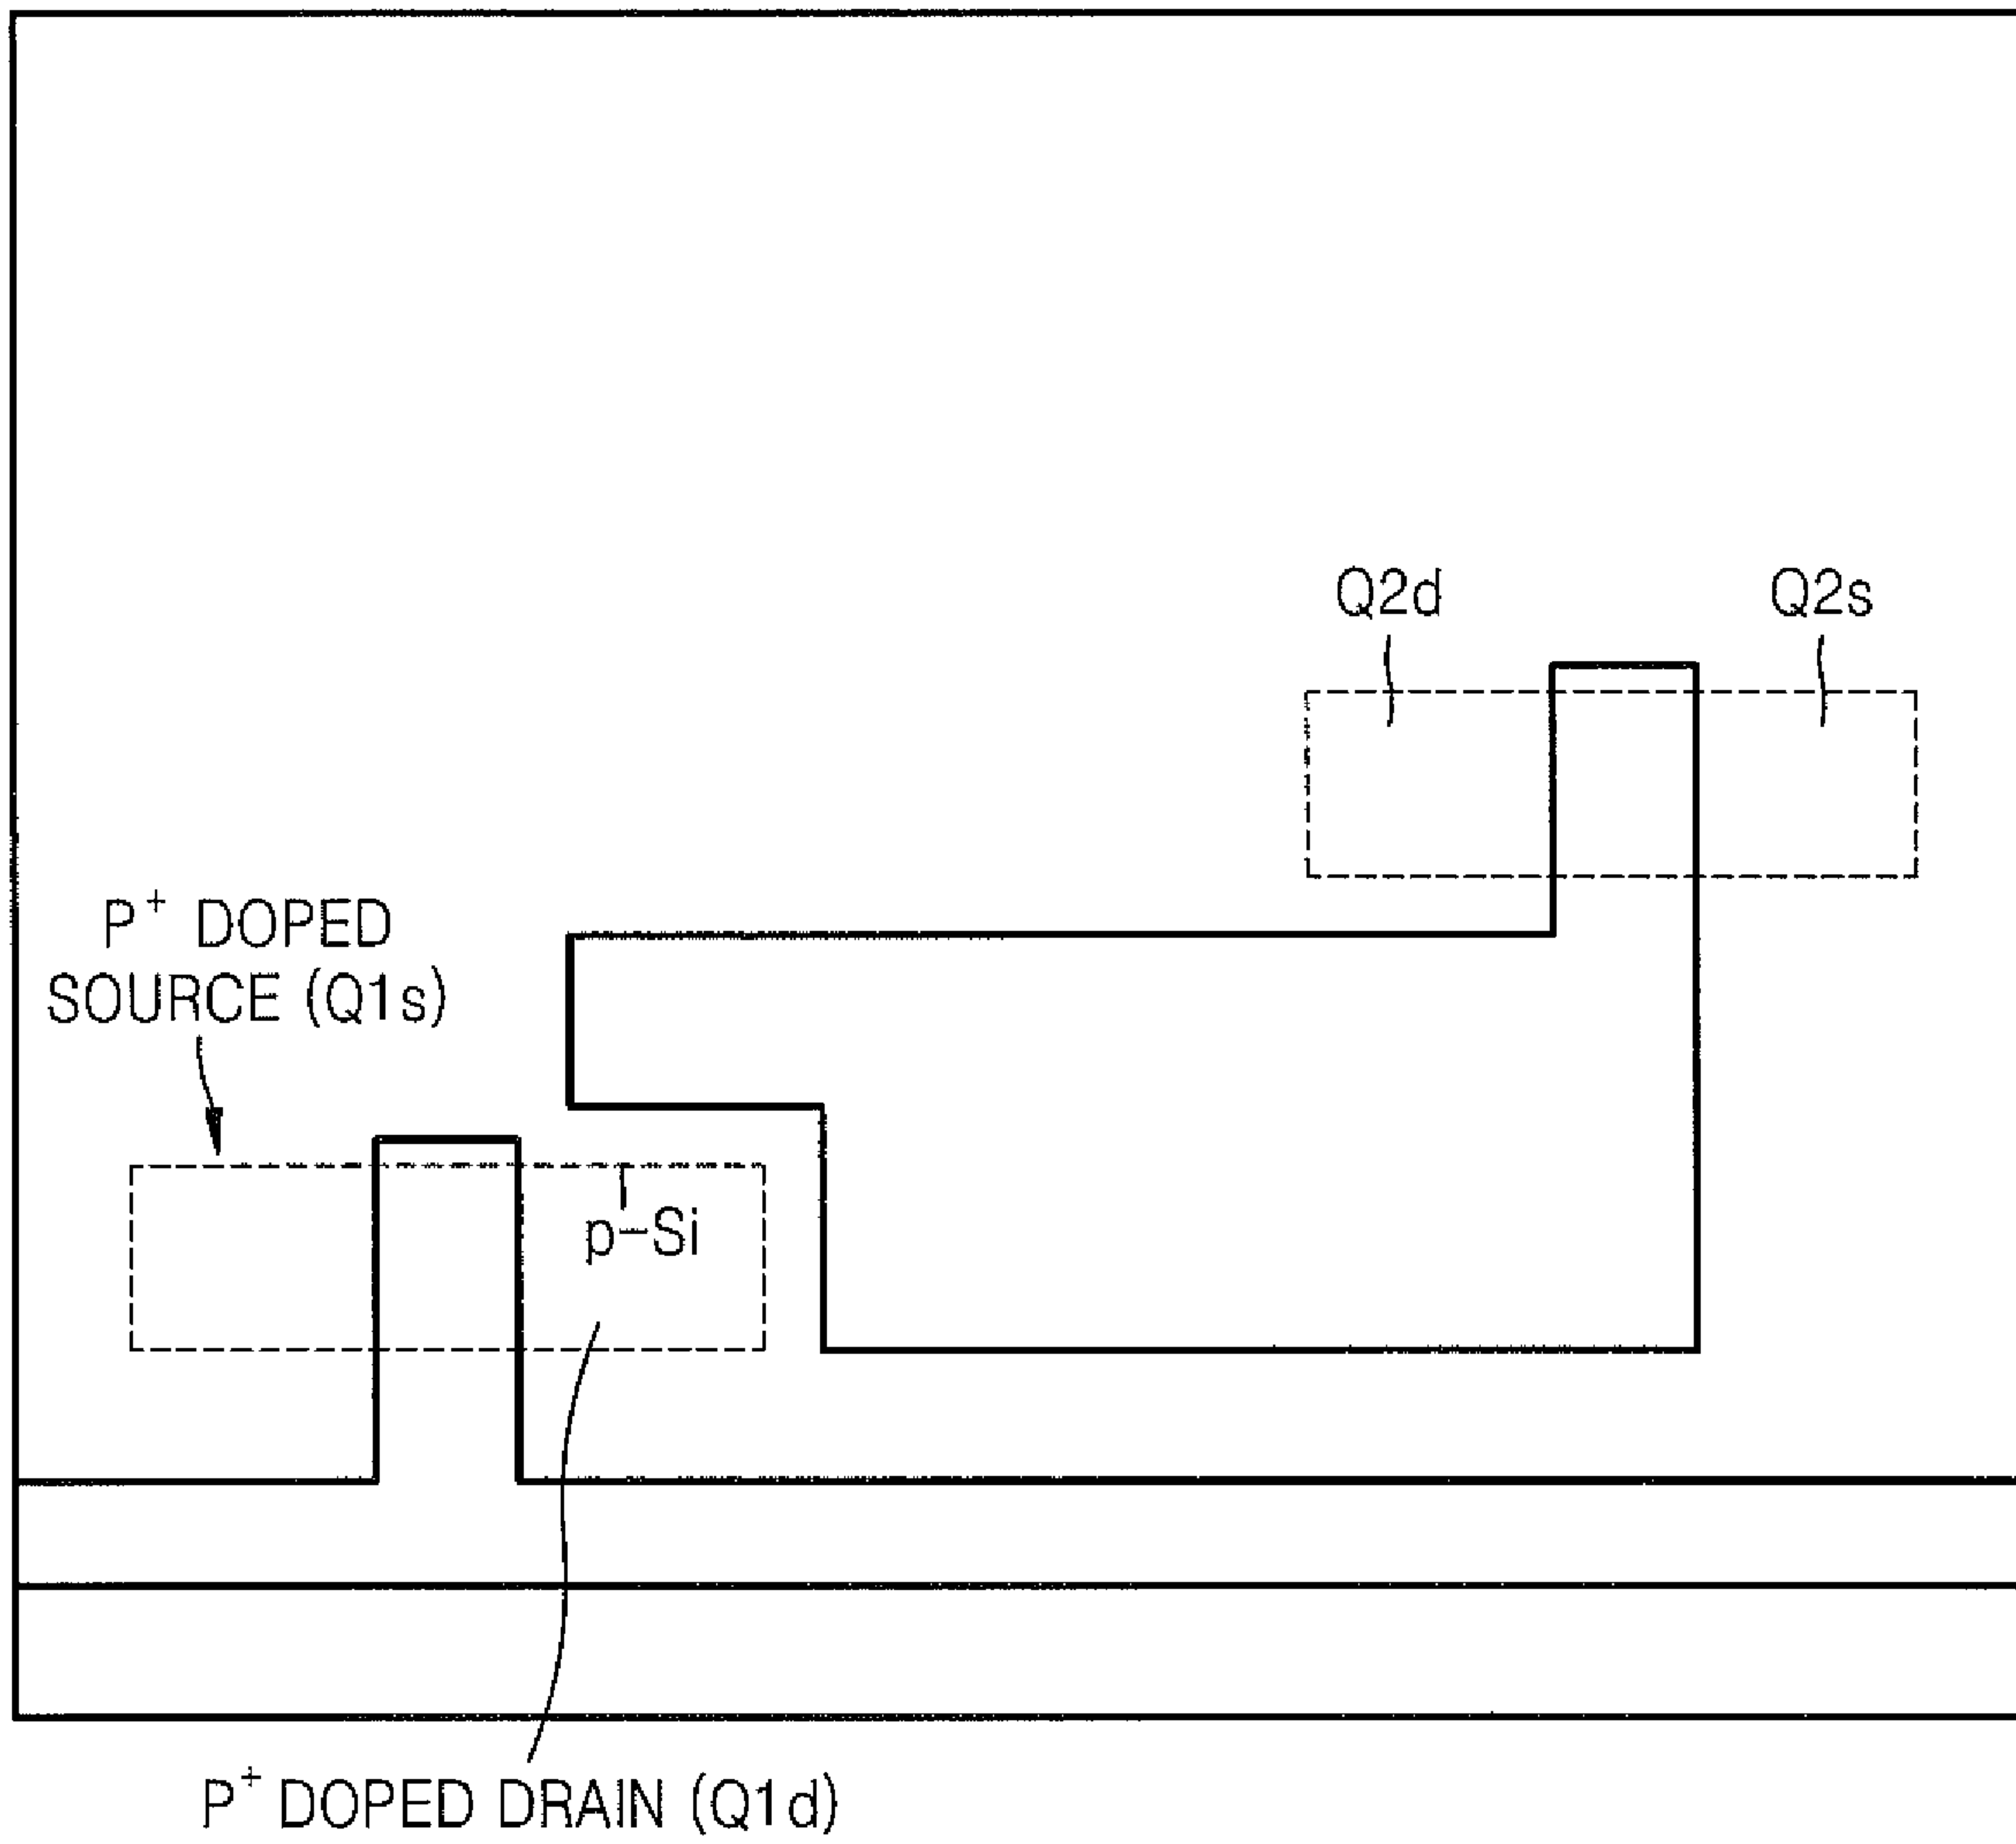 Q2d Q2s
P⁺ DOPED
SOURCE (Q1s)
p-Si
P⁺ DOPED DRAIN (Q1d)